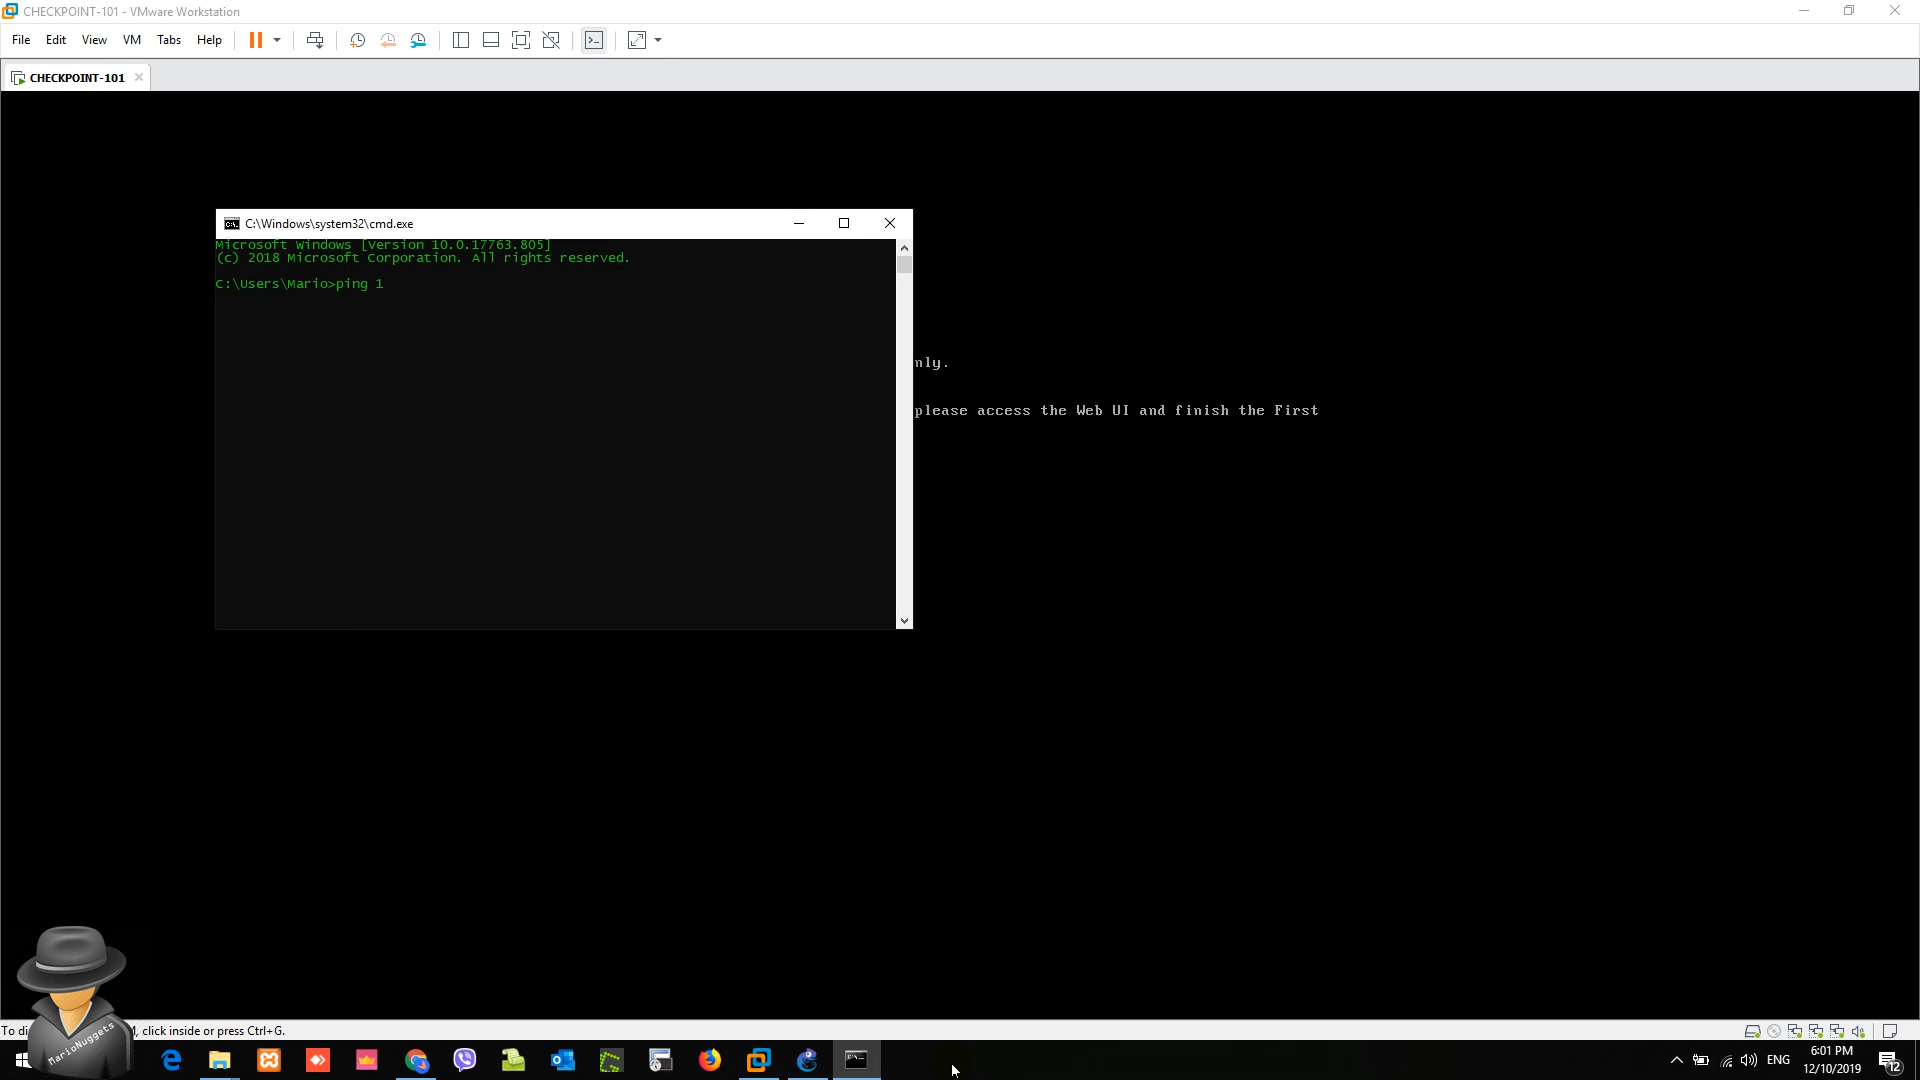 CHECKPOINT-101 - VMware Workstation
File Edit View VM Tabs Help
CHECKPOINT-101
C:\Windows\system32\cmd.exe
Microsoft Windows [Version 10.0.17763.805]
(c) 2018 Microsoft Corporation. All rights reserved.
C:\Users\Mario>ping 1
nly.
please access the Web UI and finish the First
To di
, click inside or press Ctrl+G.
MarioNuggets
ENG
6:01 PM
12/10/2019
12